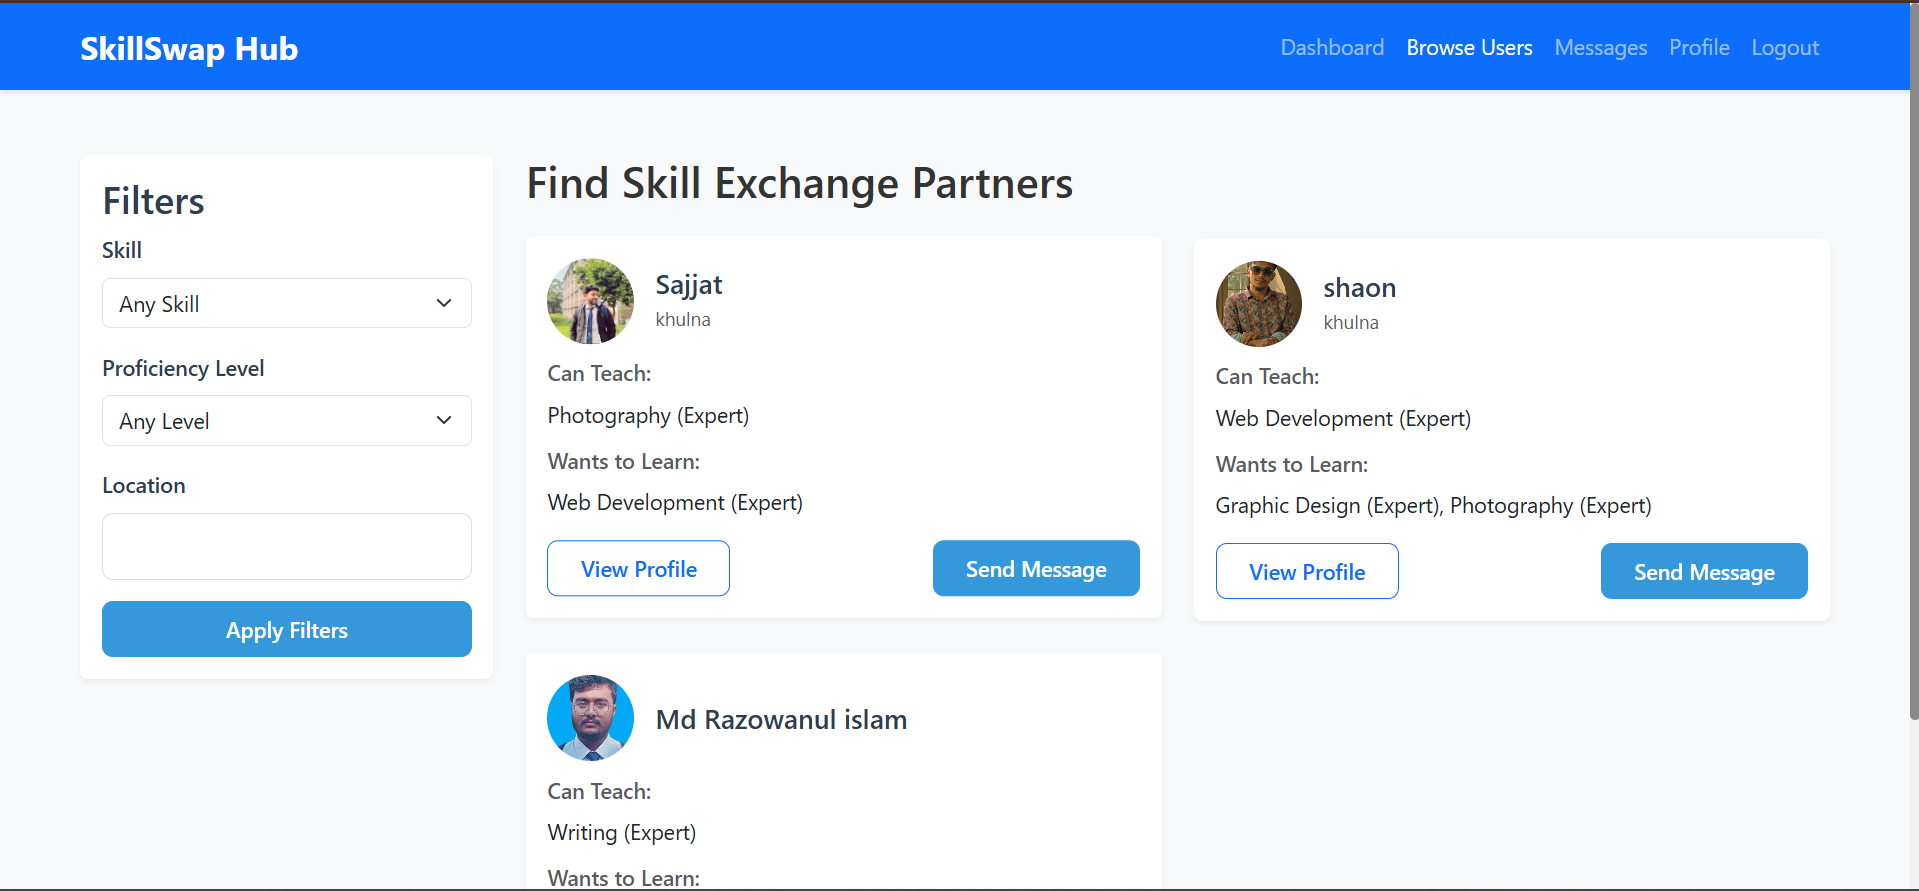 SkillSwap Hub
Dashboard Browse Users Messages Profile Logout
Filters
Skill
Any Skill
Proficiency Level
Any Level
Location
Apply Filters
Find Skill Exchange Partners
Sajjat
khulna
Can Teach:
Photography (Expert)
Wants to Learn:
Web Development (Expert)
View Profile Send Message
shaon
khulna
Can Teach:
Web Development (Expert)
Wants to Learn:
Graphic Design (Expert), Photography (Expert)
View Profile Send Message
Md Razowanul islam
Can Teach:
Writing (Expert)
Wants to Learn: